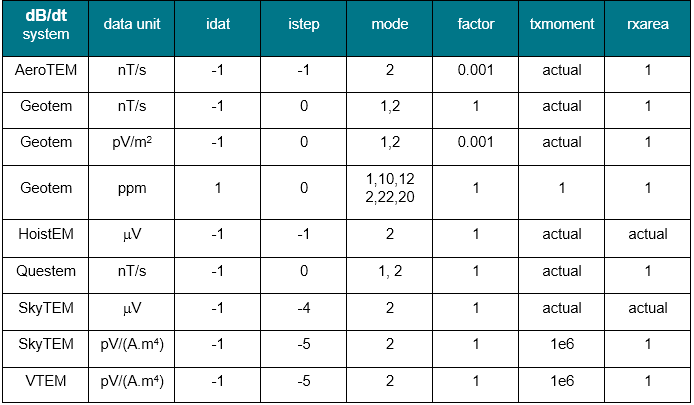 dB/dt system data unit idat istep mode factor txmoment rxarea
AeroTEM nT/s -1 -1 2 0.001 actual 1
Geotem nT/s -1 0 1,2 1 actual 1
Geotem pV/m² -1 0 1,2 0.001 actual 1
Geotem ppm 1 0 1,10,12 2,22,20 1 1 1
HoistEM µV -1 -1 2 1 actual actual
Questem nT/s -1 0 1, 2 1 actual 1
SkyTEM µV -1 -4 2 1 actual actual
SkyTEM pV/(A.m⁴) -1 -5 2 1 1e6 1
VTEM pV/(A.m⁴) -1 -5 2 1 1e6 1